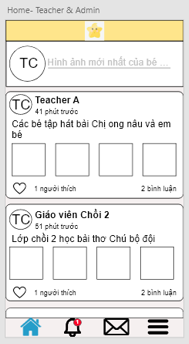 Home- Teacher & Admin
TC
Hình ảnh mới nhất của bé ...
TC
Teacher A
41 phút trước
Các bé tập hát bài Chị ong nâu và em
bé
1 người thích
2 bình luận
TC
Giáo viên Chồi 2
51 phút trước
Lớp chồi 2 học bài thơ Chú bộ đội
1 người thích
2 bình luận